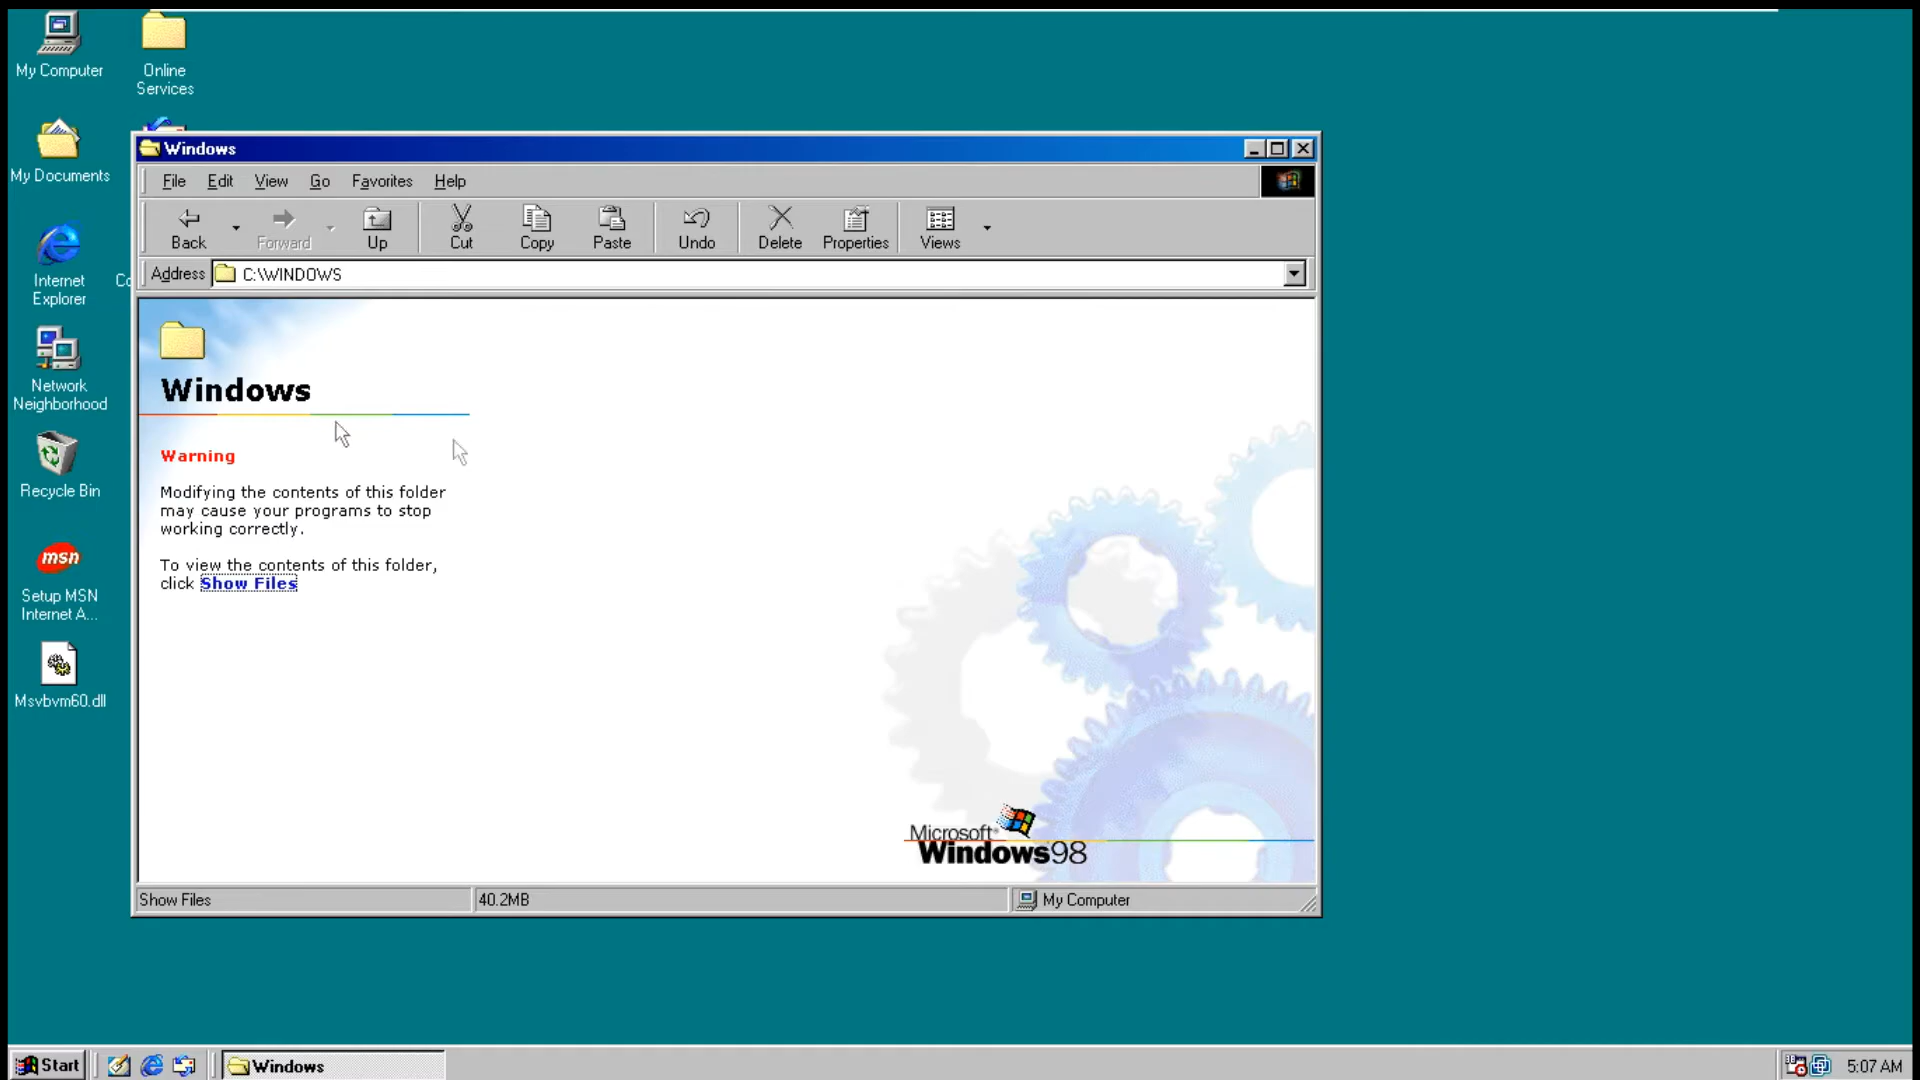 My Computer
Online
Services
My Documents
Internet
Explorer
Co
Network
Neighborhood
Recycle Bin
msn
Setup MSN
Internet A...
Msvbvm60.dll
Windows
File Edit View Go Favorites Help
Back Forward Up Cut Copy Paste Undo Delete Properties Views
Address C:\WINDOWS
Windows
Warning
Modifying the contents of this folder
may cause your programs to stop
working correctly.
To view the contents of this folder,
click Show Files
Microsoft
Windows98
Show Files 40.2MB My Computer
Start Windows 5:07 AM